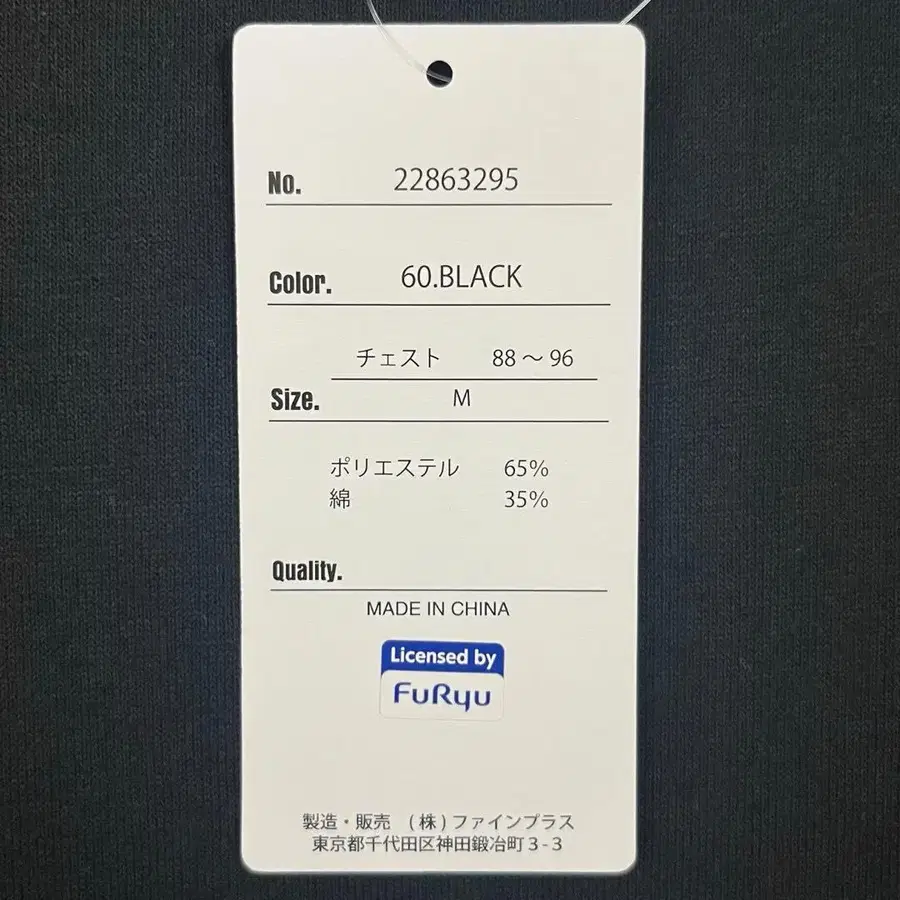 No. 22863295
Color. 60.BLACK
チェスト 88～96
Size. M
ポリエステル 65%
綿 35%
Quality.
MADE IN CHINA
Licensed by
FuRyu
製造・販売 (株)ファインプラス
東京都千代田区神田鍛冶町3-3